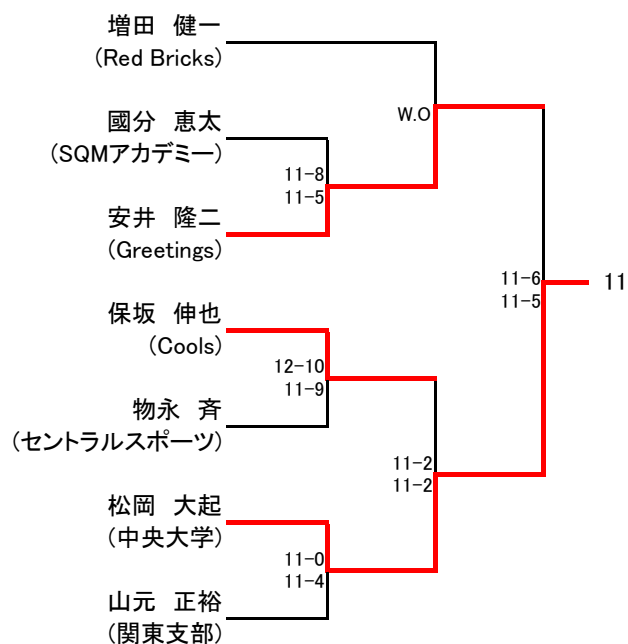 増田 健一
(Red Bricks)
W.O
國分 恵太
(SQMアカデミー)
11-8
11-5
安井 隆二
(Greetings)
11-6
11-5
11
保坂 伸也
(Cools)
12-10
11-9
物永 斉
(セントラルスポーツ)
11-2
11-2
松岡 大起
(中央大学)
11-0
11-4
山元 正裕
(関東支部)